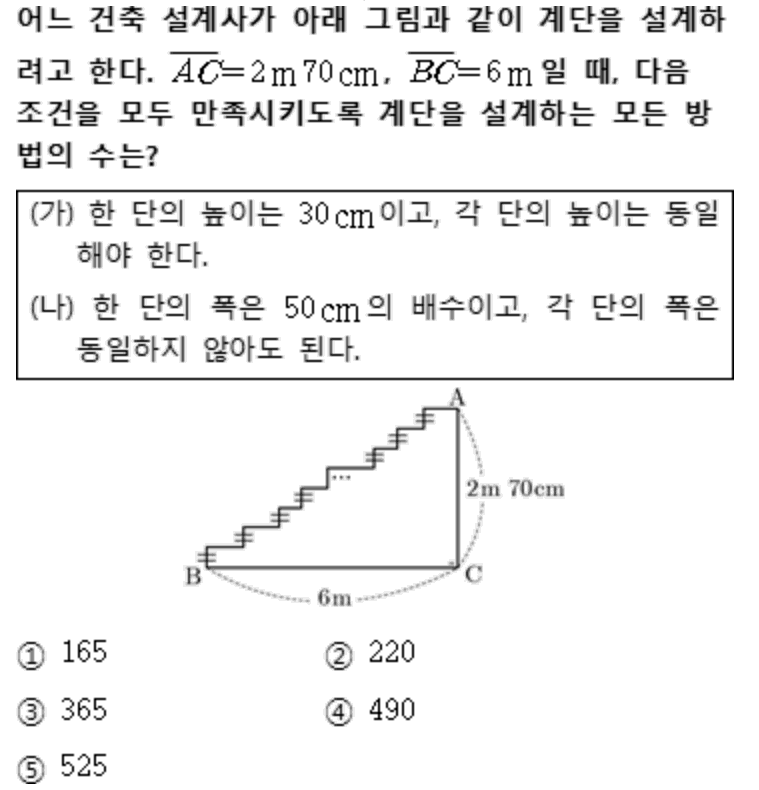 어느 건축 설계사가 아래 그림과 같이 계단을 설계하
려고 한다. \overline{AC}=2m70cm, \overline{BC}=6m일 때, 다음
조건을 모두 만족시키도록 계단을 설계하는 모든 방
법의 수는?
(가) 한 단의 높이는 30cm이고, 각 단의 높이는 동일
해야 한다.
(나) 한 단의 폭은 50cm의 배수이고, 각 단의 폭은
동일하지 않아도 된다.
A
...
2m 70cm
B
C
6m
① 165
② 220
③ 365
④ 490
⑤ 525